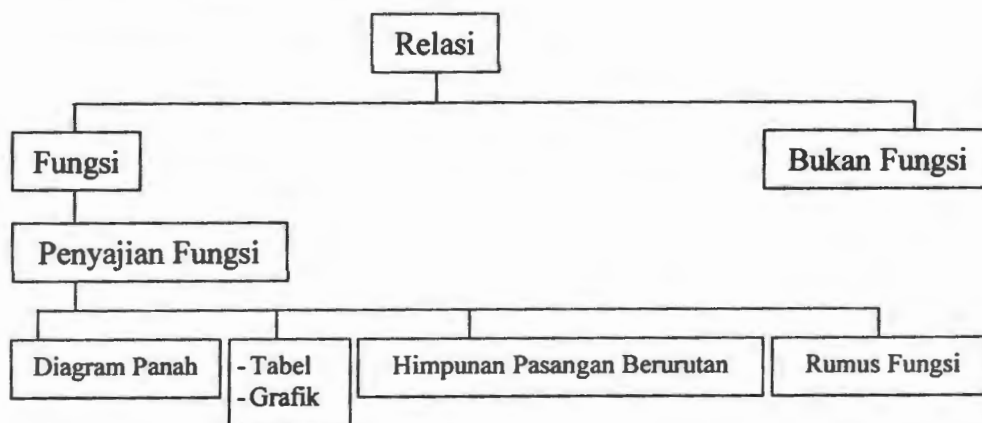 Relasi
Fungsi
Bukan Fungsi
Penyajian Fungsi
Diagram Panah
- Tabel
- Grafik
Himpunan Pasangan Berurutan
Rumus Fungsi